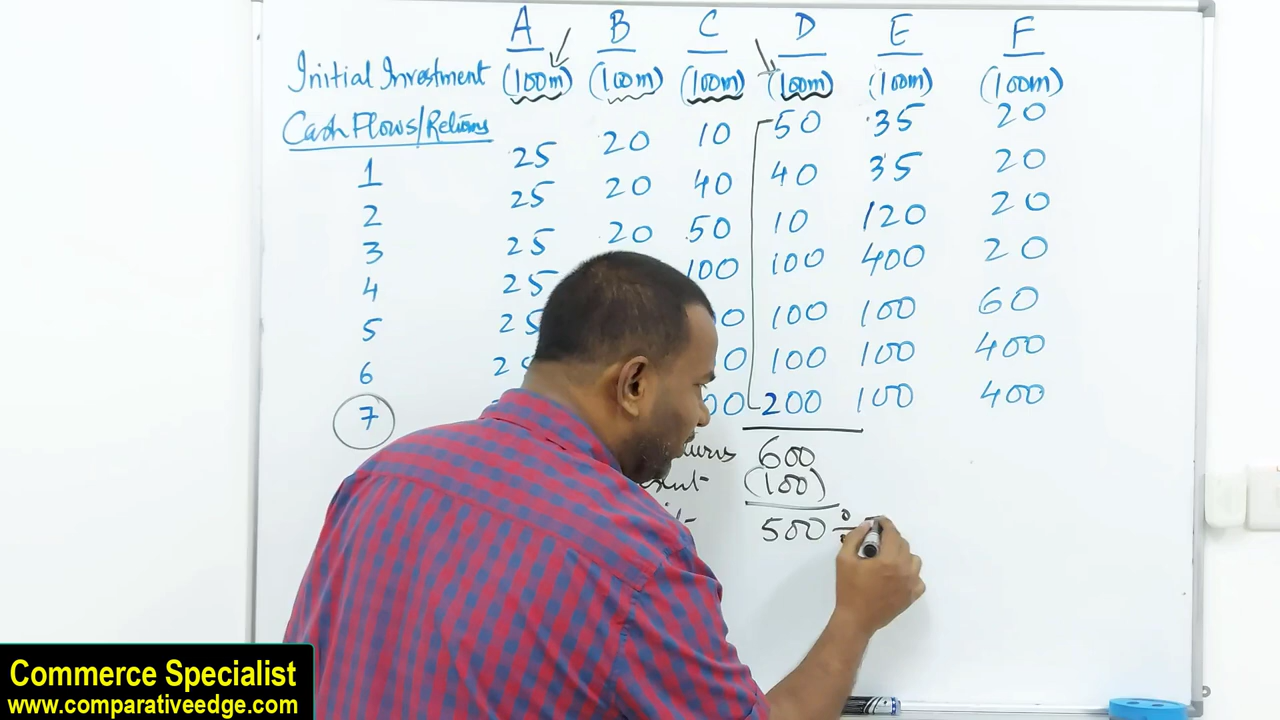 A B C D E F
Initial Investment (100m) (100m) (100m) (100m) (100m) (100m)
Cash Flows/Returns
1 25 20 10 50 35 20
2 25 20 40 40 35 20
3 25 20 50 10 120 20
4 25 100 100 400 20
5 100 100 60
6 100 100 400
7 200 100 400
600
(100)
500 ÷
Commerce Specialist
www.comparativeedge.com